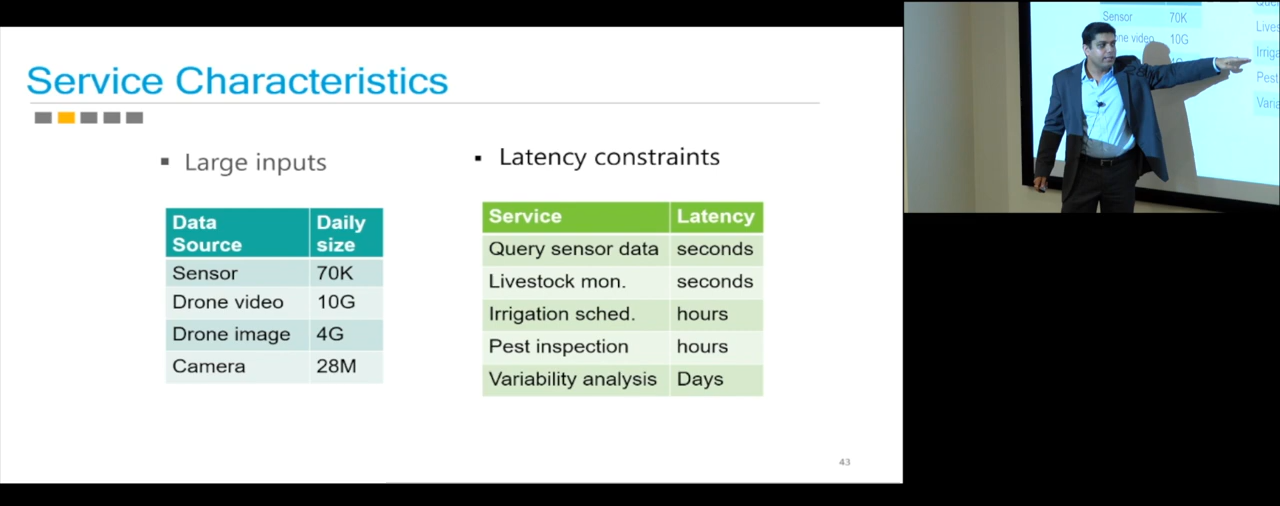 Service Characteristics
▪ Large inputs
Data Source Daily size
Sensor 70K
Drone video 10G
Drone image 4G
Camera 28M
▪ Latency constraints
Service Latency
Query sensor data seconds
Livestock mon. seconds
Irrigation sched. hours
Pest inspection hours
Variability analysis Days
43
Sensor 70K
video 10G
Pest